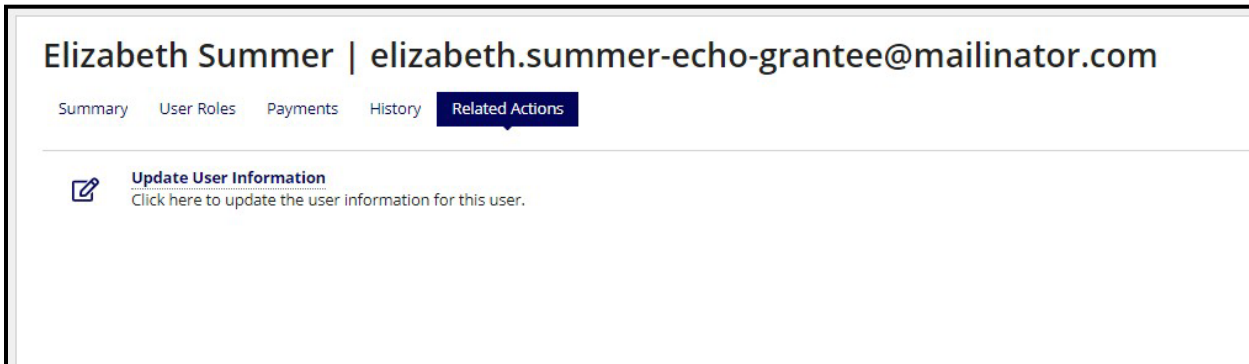 Elizabeth Summer | elizabeth.summer-echo-grantee@mailinator.com
Summary User Roles Payments History Related Actions
Update User Information
Click here to update the user information for this user.